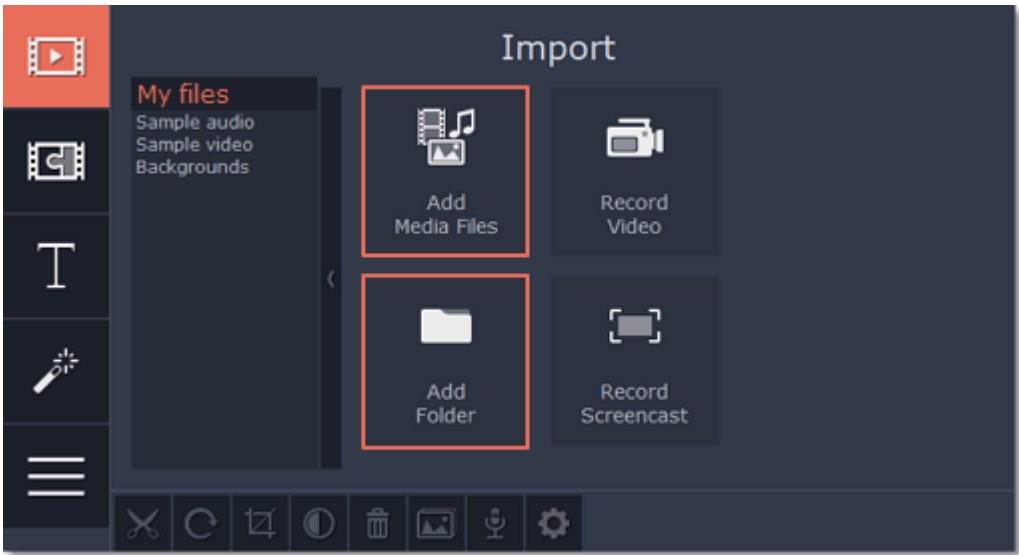 Import
My files
Sample audio
Sample video
Backgrounds
Add
Media Files
Record
Video
Add
Folder
Record
Screencast